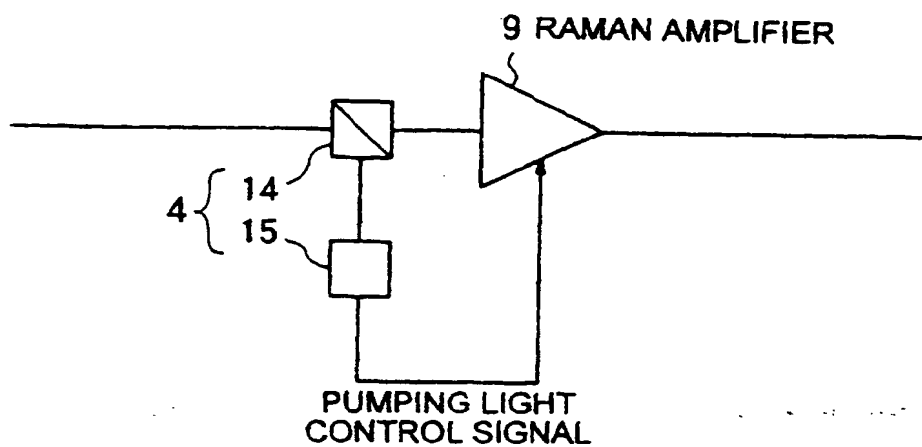 9 RAMAN AMPLIFIER
14
4
15
PUMPING LIGHT
CONTROL SIGNAL